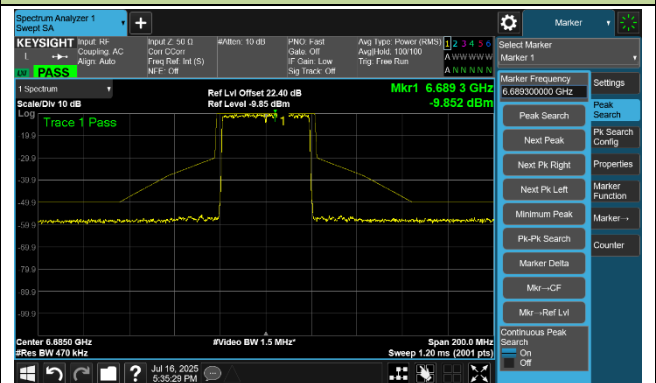 Spectrum Analyzer 1
Swept SA
Marker
KEYSIGHT
L
PASS
Input: RF
Coupling: AC
Align: Auto
Input Z: 50 Ω
Corr CCorr
Freq Ref: Int (S)
NFE: Off
#Atten: 10 dB
PNO: Fast
Gate: Off
IF Gain: Low
Sig Track: Off
Avg Type: Power (RMS)
Avg|Hold: 100/100
Trig: Free Run
1 2 3 4 5 6
A W W W W W
A N N N N N
Select Marker
Marker 1
1 Spectrum
Scale/Div 10 dB
Ref Lvl Offset 22.40 dB
Ref Level -9.85 dBm
Mkr1 6.689 3 GHz
-9.852 dBm
Log
Trace 1 Pass
1
-19.9
-29.9
-39.9
-49.9
-59.9
-69.9
-79.9
-89.9
-99.9
Center 6.6850 GHz
#Res BW 470 kHz
#Video BW 1.5 MHz*
Span 200.0 MHz
Sweep 1.20 ms (2001 pts)
Marker Frequency
6.689300000 GHz
Peak Search
Next Peak
Next Pk Right
Next Pk Left
Minimum Peak
Pk-Pk Search
Marker Delta
Mkr→CF
Mkr→Ref Lvl
Continuous Peak
Search
On
Off
Settings
Peak
Search
Pk Search
Config
Properties
Marker
Function
Marker→
Counter
?
Jul 16, 2025
5:35:29 PM